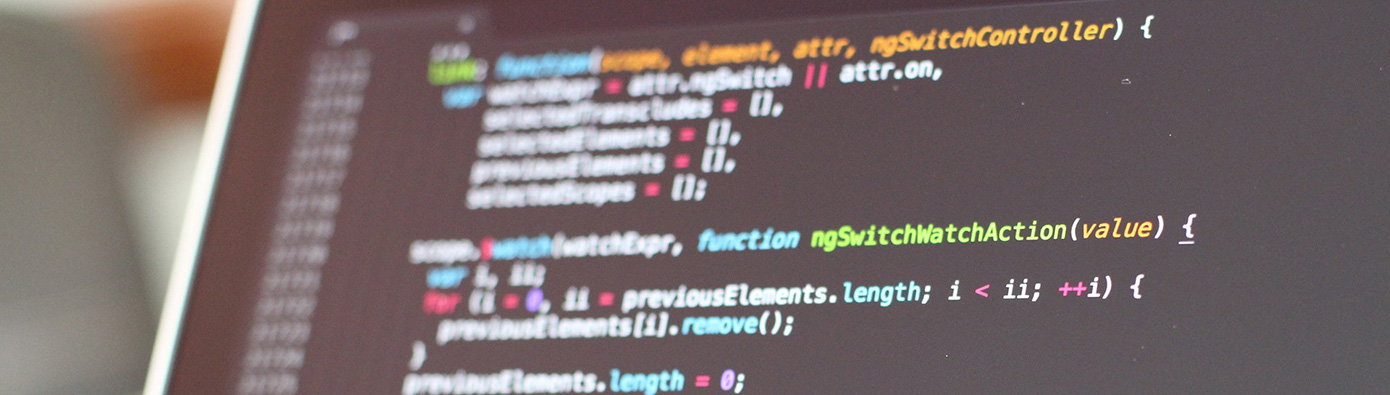 link: function(scope, element, attr, ngSwitchController) {
var watchExpr = attr.ngSwitch || attr.on,
selectedTranscludes = [],
selectedElements = [],
previousElements = [],
selectedScopes = [];
scope.$watch(watchExpr, function ngSwitchWatchAction(value) {
var i, ii;
for (i = 0, ii = previousElements.length; i < ii; ++i) {
previousElements[i].remove();
}
previousElements.length = 0;